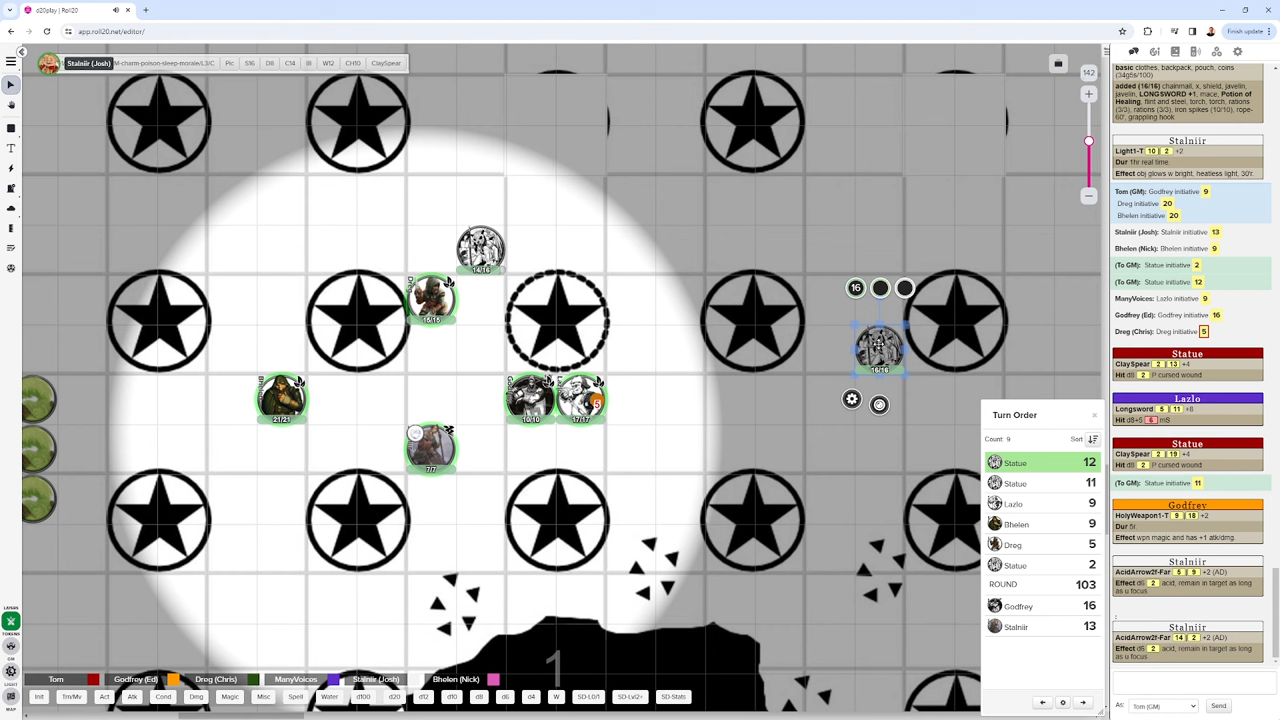 d20play | Roll20
app.roll20.net/editor/
Finish update
Stalniir (Josh)
M-charm-poison-sleep-morale/L3/C
Pic
S16
D8
C14
I8
W12
CH10
ClaySpear
142
14/16
16/16
21/21
10/10
17/17
5
7/7
16
16/16
1
Turn Order
Count: 9
Sort
Statue 12
Statue 11
Lazlo 9
Bhelen 9
Dreg 5
Statue 2
ROUND 103
Godfrey 16
Stalniir 13
basic clothes, backpack, pouch, coins
(34g5s/100)
added (16/16) chainmail, x, shield, javelin,
javelin, LONGSWORD +1, mace, Potion of
Healing, flint and steel, torch, torch, rations
(3/3), rations (3/3), iron spikes (10/10), rope-
60', grappling hook
Stalniir
Light1-T 10 2 +2
Dur 1hr real time.
Effect obj glows w bright, heatless light, 30'r.
Tom (GM): Godfrey initiative 9
Dreg initiative 20
Bhelen initiative 20
Stalniir (Josh): Stalniir initiative 13
Bhelen (Nick): Bhelen initiative 9
(To GM): Statue initiative 2
(To GM): Statue initiative 12
ManyVoices: Lazlo initiative 9
Godfrey (Ed): Godfrey initiative 16
Dreg (Chris): Dreg initiative 5
Statue
ClaySpear 2 13 +4
Hit d8 2 P cursed wound
Lazlo
Longsword 5 11 +8
Hit d8+5 6 mS
Statue
ClaySpear 2 19 +4
Hit d8 2 P cursed wound
(To GM): Statue initiative 11
Godfrey
HolyWeapon1-T 9 18 +2
Dur 5r.
Effect wpn magic and has +1 atk/dmg.
Stalniir
AcidArrow2f-Far 5 9 +2 (AD)
Effect d6 2 acid, remain in target as long
as u focus
:
Stalniir
AcidArrow2f-Far 14 2 +2 (AD)
Effect d6 2 acid, remain in target as long
as u focus
As: Tom (GM)
Send
LAYERS
TOKENS
GM
LIGHT
MAP
Tom
Godfrey (Ed)
Dreg (Chris)
ManyVoices
Stalniir (Josh)
Bhelen (Nick)
Init
Trn/Mv
Act
Atk
Cond
Dmg
Magic
Misc
Spell
Water
d100
d20
d12
d10
d8
d6
d4
W
SD-L0/1
SD-Lvl2+
SD-Stats